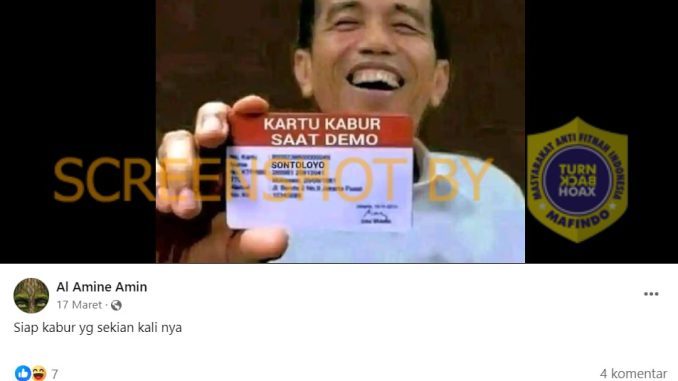 KARTU KABUR
SAAT DEMO
SONTOLOYO
SCREENSHOT BY
MASYARAKAT ANTI FITNAH INDONESIA
TURN
BACK
HOAX
MAFINDO
Al Amine Amin
17 Maret ·
Siap kabur yg sekian kali nya
7
4 komentar